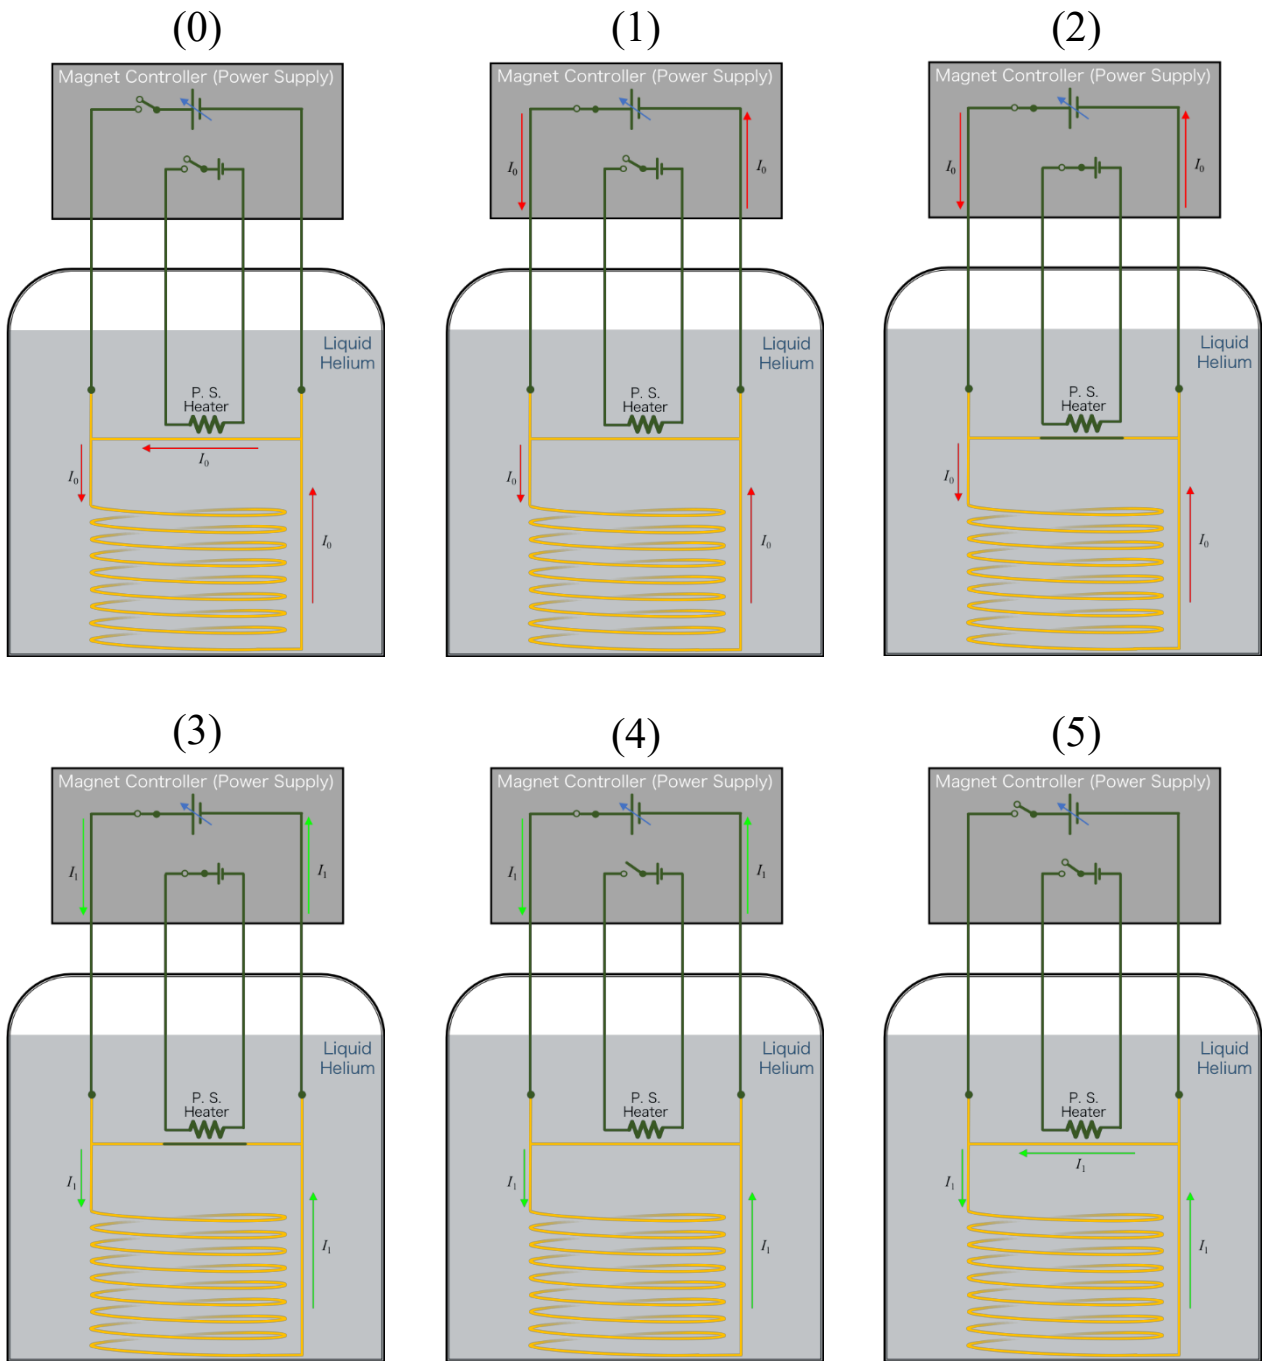 (0)
Magnet Controller (Power Supply)
Liquid
Helium
P. S.
Heater
I₀
I₀
I₀
(1)
Magnet Controller (Power Supply)
I₀
I₀
Liquid
Helium
P. S.
Heater
I₀
I₀
(2)
Magnet Controller (Power Supply)
I₀
I₀
Liquid
Helium
P. S.
Heater
I₀
I₀
(3)
Magnet Controller (Power Supply)
I₁
I₁
Liquid
Helium
P. S.
Heater
I₁
I₁
(4)
Magnet Controller (Power Supply)
I₁
I₁
Liquid
Helium
P. S.
Heater
I₁
I₁
(5)
Magnet Controller (Power Supply)
Liquid
Helium
P. S.
Heater
I₁
I₁
I₁